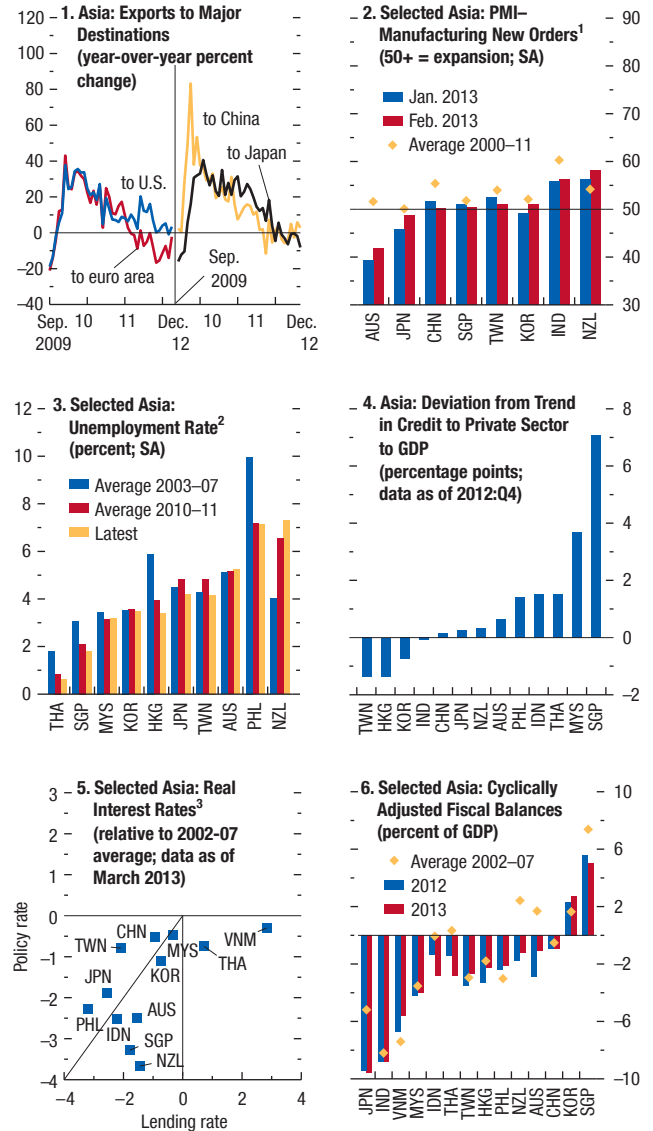 1. Asia: Exports to Major
Destinations
(year-over-year percent
change)
120
100
80
60
40
20
0
−20
−40
to China
to Japan
to U.S.
to euro area
Sep.
2009
Sep.
2009
10
11
Dec.
12
10
11
Dec.
12
2. Selected Asia: PMI–
Manufacturing New Orders1
(50+ = expansion; SA)
Jan. 2013
Feb. 2013
Average 2000–11
90
80
70
60
50
40
30
AUS
JPN
CHN
SGP
TWN
KOR
IND
NZL
3. Selected Asia:
Unemployment Rate2
(percent; SA)
Average 2003–07
Average 2010–11
Latest
12
10
8
6
4
2
0
THA
SGP
MYS
KOR
HKG
JPN
TWN
AUS
PHL
NZL
4. Asia: Deviation from Trend
in Credit to Private Sector
to GDP
(percentage points;
data as of 2012:Q4)
8
6
4
2
0
−2
TWN
HKG
KOR
IND
CHN
JPN
NZL
AUS
PHL
IDN
THA
MYS
SGP
5. Selected Asia: Real
Interest Rates3
(relative to 2002-07
average; data as of
March 2013)
Policy rate
3
2
1
0
−1
−2
−3
−4
CHN
VNM
TWN
MYS
THA
KOR
JPN
AUS
PHL
IDN
SGP
NZL
−4
−2
0
2
4
Lending rate
6. Selected Asia: Cyclically
Adjusted Fiscal Balances
(percent of GDP)
Average 2002–07
2012
2013
10
6
2
−2
−6
−10
JPN
IND
VNM
MYS
IDN
THA
TWN
HKG
PHL
NZL
AUS
CHN
KOR
SGP